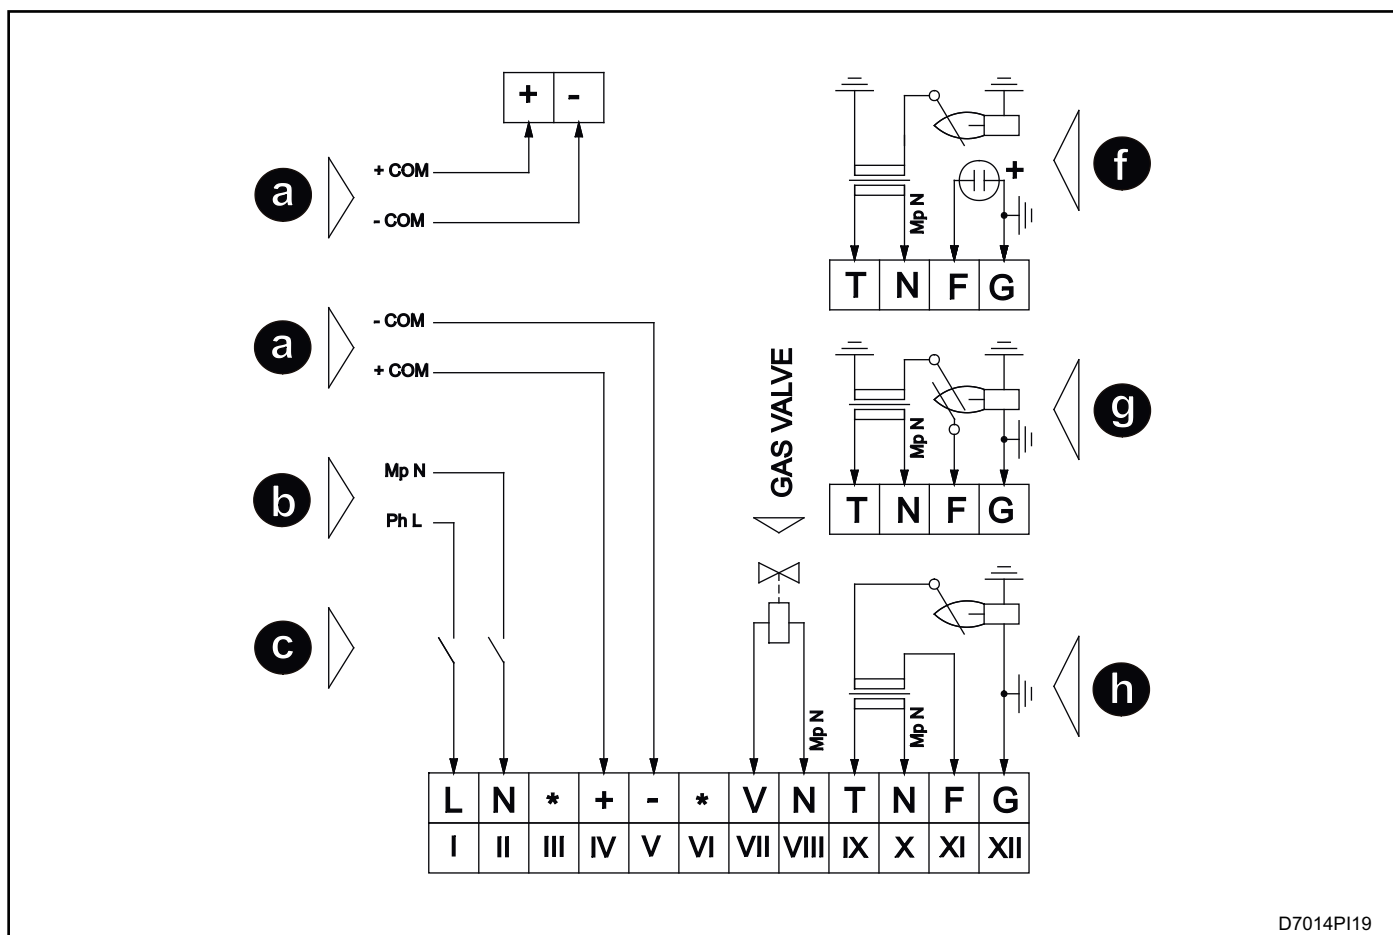 + -
a
+ COM
- COM
a
- COM
+ COM
b
Mp N
Ph L
c
GAS VALVE
Mp N
f
+
Mp N
T N F G
g
Mp N
T N F G
h
Mp N
L N * + - * V N T N F G
I II III IV V VI VII VIII IX X XI XII
D7014PI19